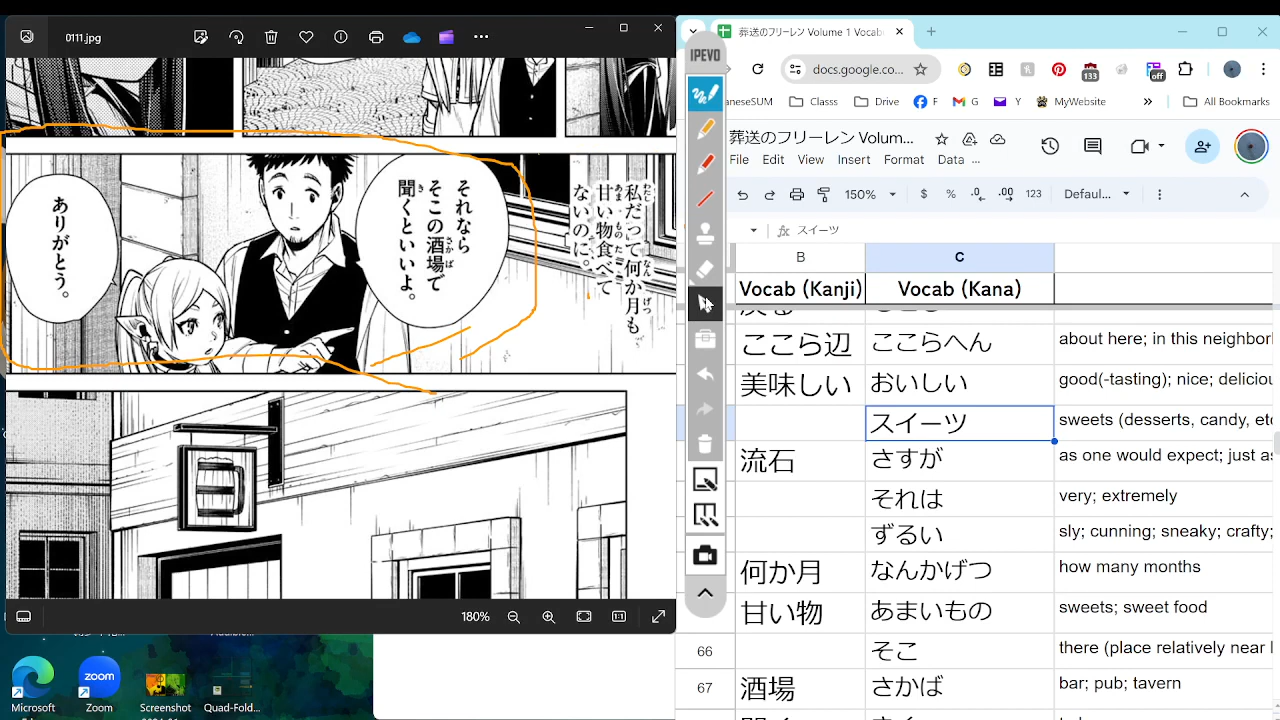 0111.jpg
私だって何か月も
甘い物食べて
ないのに。
それなら
そこの酒場で
聞くといいよ。
ありがとう。
180%
Microsoft
Zoom
Screenshot
Quad-Fold...
葬送のフリーレン Volume 1 Vocab
docs.google.co...
133
off
aneseSUM
Classs
Drive
F
G
Y
MyWebsite
All Bookmarks
IPEVO
葬送のフリーレン Volum...
File Edit View Insert Format Data ...
150%
$ % .0 .00 123 Defaul...
fx スイーツ
B C
Vocab (Kanji) Vocab (Kana)
ここら辺 ここらへん about here; in this neighborh
美味しい おいしい good(-tasting); nice; deliciou
スイーツ sweets (desserts, candy, etc
流石 さすが as one would expect; just as
それは very; extremely
ずるい sly; cunning; sneaky; crafty;
何か月 なんかげつ how many months
甘い物 あまいもの sweets; sweet food
66 そこ there (place relatively near l
67 酒場 さかば bar; pub; tavern